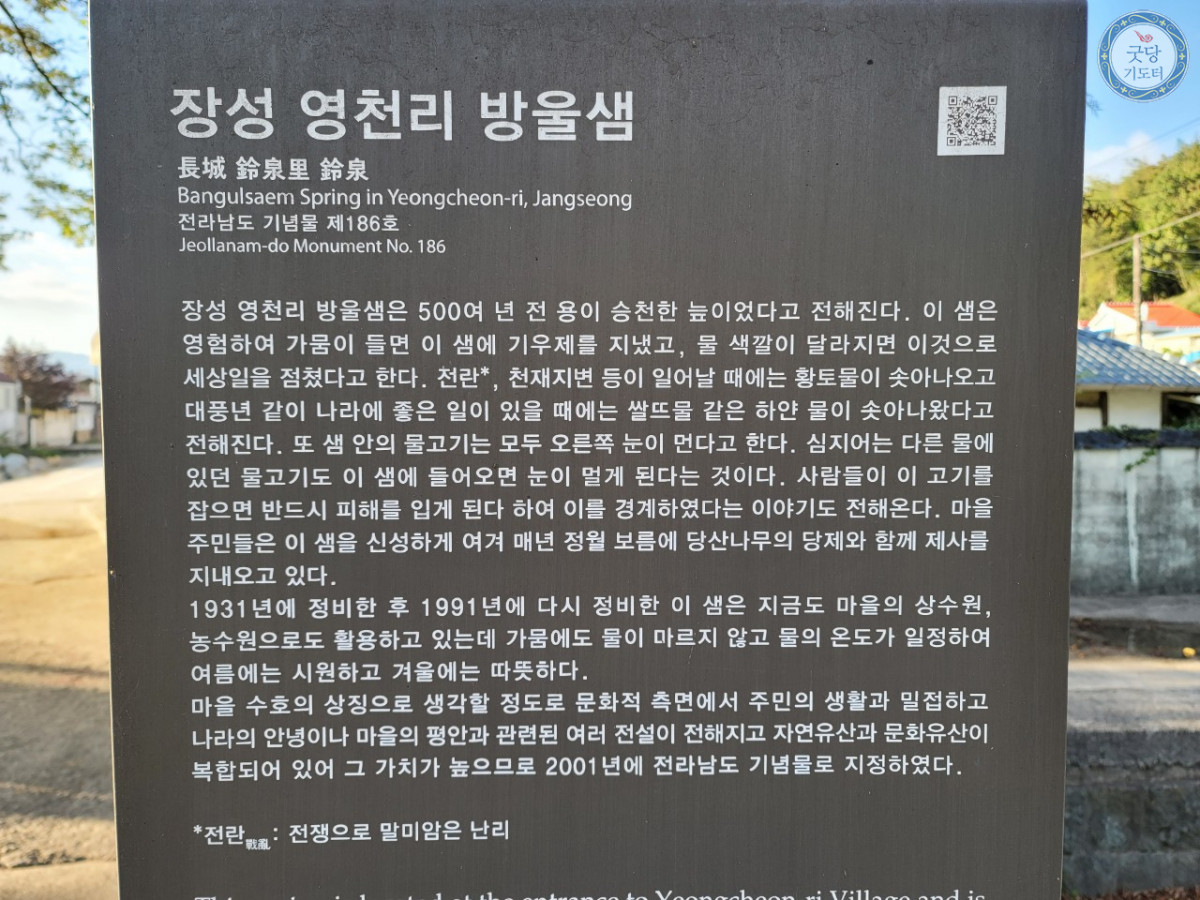 굿당
기도터
장성 영천리 방울샘
長城 鈴泉里 鈴泉
Bangulsaem Spring in Yeongcheon-ri, Jangseong
전라남도 기념물 제186호
Jeollanam-do Monument No. 186
장성 영천리 방울샘은 500여 년 전 용이 승천한 늪이었다고 전해진다. 이 샘은
영험하여 가뭄이 들면 이 샘에 기우제를 지냈고, 물 색깔이 달라지면 이것으로
세상일을 점쳤다고 한다. 전란*, 천재지변 등이 일어날 때에는 황토물이 솟아나오고
대풍년 같이 나라에 좋은 일이 있을 때에는 쌀뜨물 같은 하얀 물이 솟아나왔다고
전해진다. 또 샘 안의 물고기는 모두 오른쪽 눈이 먼다고 한다. 심지어는 다른 물에
있던 물고기도 이 샘에 들어오면 눈이 멀게 된다는 것이다. 사람들이 이 고기를
잡으면 반드시 피해를 입게 된다 하여 이를 경계하였다는 이야기도 전해온다. 마을
주민들은 이 샘을 신성하게 여겨 매년 정월 보름에 당산나무의 당제와 함께 제사를
지내오고 있다.
1931년에 정비한 후 1991년에 다시 정비한 이 샘은 지금도 마을의 상수원,
농수원으로도 활용하고 있는데 가뭄에도 물이 마르지 않고 물의 온도가 일정하여
여름에는 시원하고 겨울에는 따뜻하다.
마을 수호의 상징으로 생각할 정도로 문화적 측면에서 주민의 생활과 밀접하고
나라의 안녕이나 마을의 평안과 관련된 여러 전설이 전해지고 자연유산과 문화유산이
복합되어 있어 그 가치가 높으므로 2001년에 전라남도 기념물로 지정하였다.
*전란戰亂: 전쟁으로 말미암은 난리
located at the entrance to Yeongcheon-ri Village and is